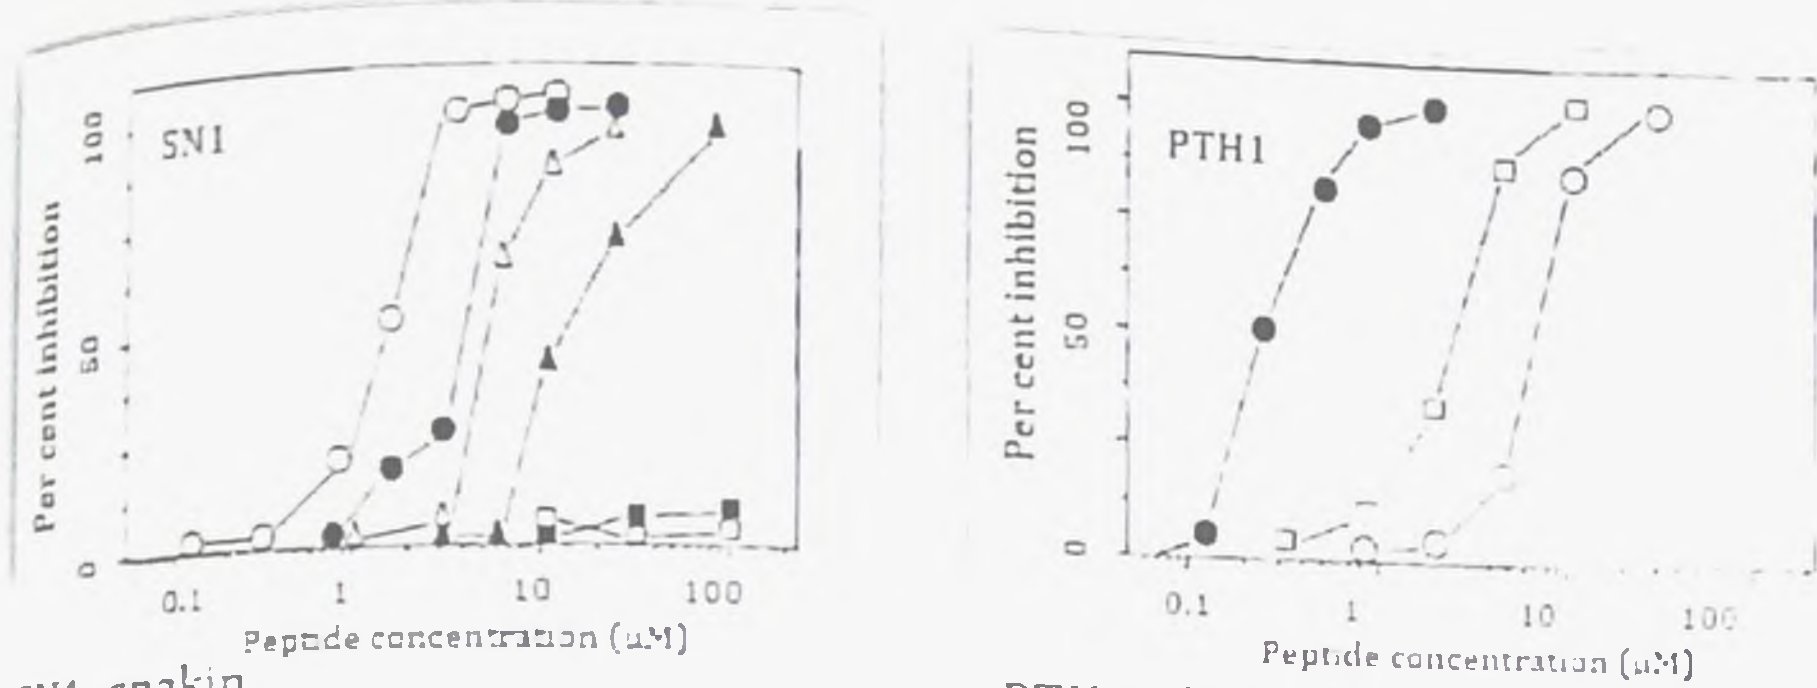 SN1
Per cent inhibition
100
50
0
0.1 1 10 100
Peptide concentration (µM)
PTH1
Per cent inhibition
100
50
0
0.1 1 10 100
Peptide concentration (µM)